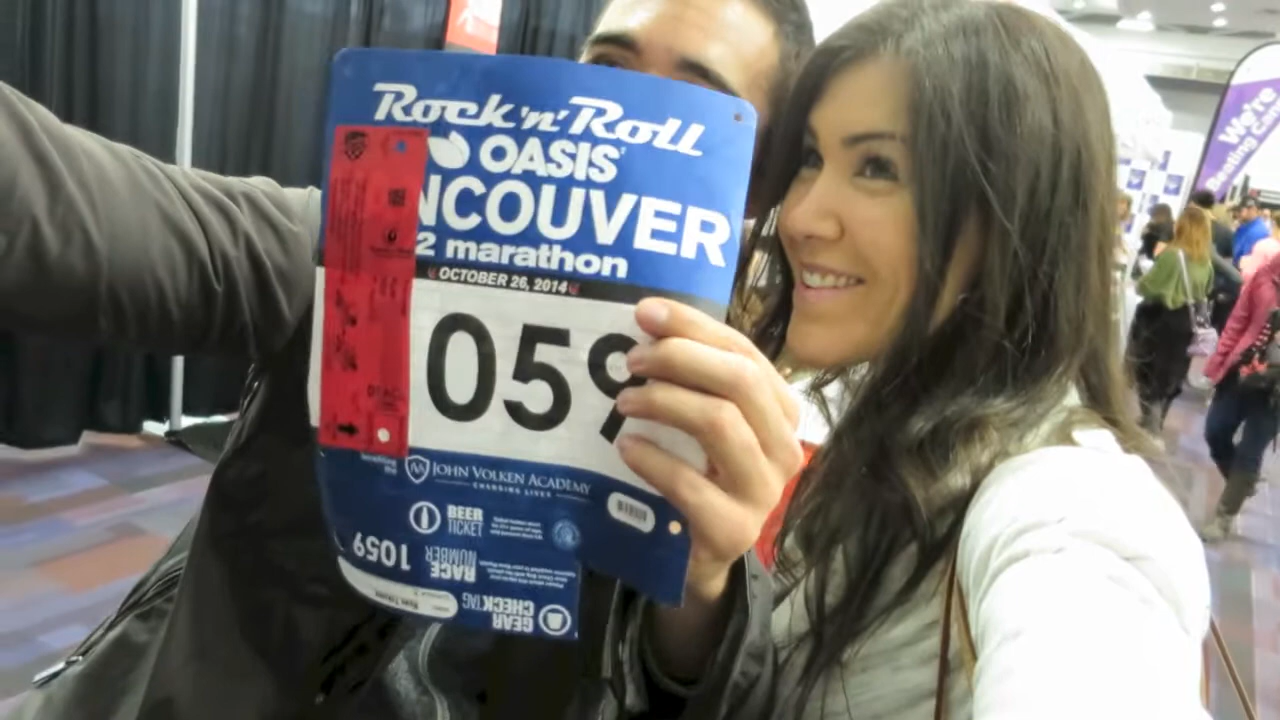 Rock 'n' Roll
OASIS
NCOUVER
2 marathon
OCTOBER 26, 2014
059
JOHN VOLKEN ACADEMY
CHANGING LIVES
BEER
TICKET
1059
RACE
NUMBER
GEAR
CHECK TAG
We're